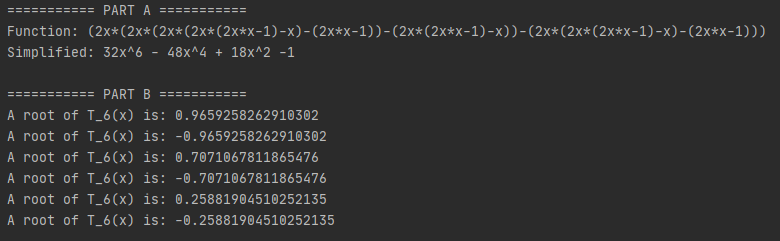 =========== PART A ===========
Function: (2x*(2x*(2x*(2x*(2x*x-1)-x)-(2x*x-1))-(2x*(2x*x-1)-x))-(2x*(2x*(2x*x-1)-x)-(2x*x-1)))
Simplified: 32x^6 - 48x^4 + 18x^2 -1
=========== PART B ===========
A root of T_6(x) is: 0.9659258262910302
A root of T_6(x) is: -0.9659258262910302
A root of T_6(x) is: 0.7071067811865476
A root of T_6(x) is: -0.7071067811865476
A root of T_6(x) is: 0.25881904510252135
A root of T_6(x) is: -0.25881904510252135